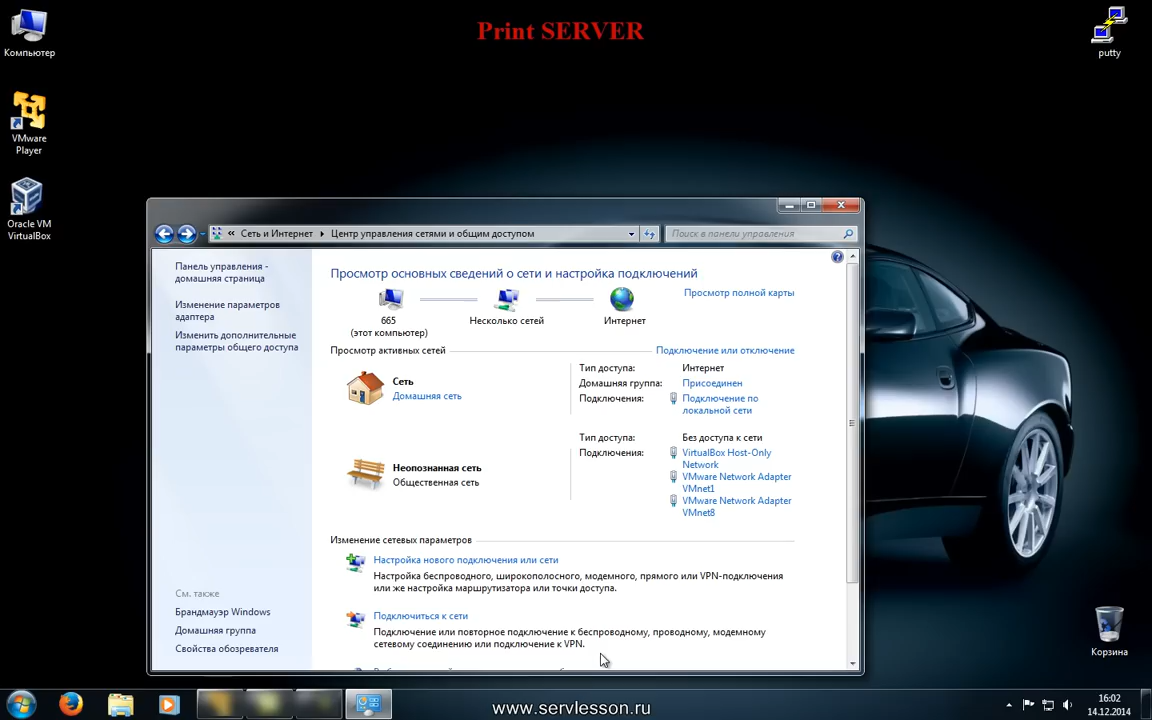 Print SERVER
Компьютер
VMware
Player
Oracle VM
VirtualBox
putty
Корзина
« Сеть и Интернет
Центр управления сетями и общим доступом
Поиск в панели управления
Панель управления -
домашняя страница
Изменение параметров
адаптера
Изменить дополнительные
параметры общего доступа
См. также
Брандмауэр Windows
Домашняя группа
Свойства обозревателя
Просмотр основных сведений о сети и настройка подключений
665
(этот компьютер)
Несколько сетей
Интернет
Просмотр полной карты
Просмотр активных сетей
Подключение или отключение
Сеть
Домашняя сеть
Тип доступа: Интернет
Домашняя группа: Присоединен
Подключения: Подключение по
локальной сети
Неопознанная сеть
Общественная сеть
Тип доступа: Без доступа к сети
Подключения: VirtualBox Host-Only
Network
VMware Network Adapter
VMnet1
VMware Network Adapter
VMnet8
Изменение сетевых параметров
Настройка нового подключения или сети
Настройка беспроводного, широкополосного, модемного, прямого или VPN-подключения
или же настройка маршрутизатора или точки доступа.
Подключиться к сети
Подключение или повторное подключение к беспроводному, проводному, модемному
сетевому соединению или подключение к VPN.
www.servlesson.ru
16:02
14.12.2014